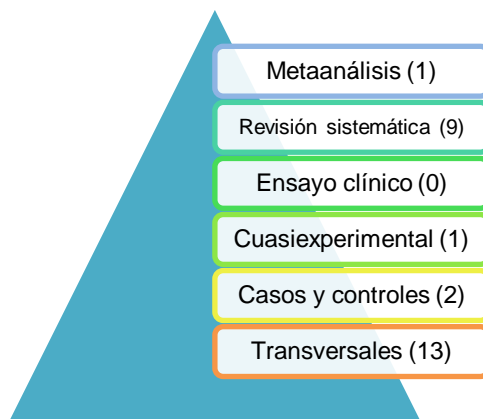 Metaanálisis (1)
Revisión sistemática (9)
Ensayo clínico (0)
Cuasiexperimental (1)
Casos y controles (2)
Transversales (13)